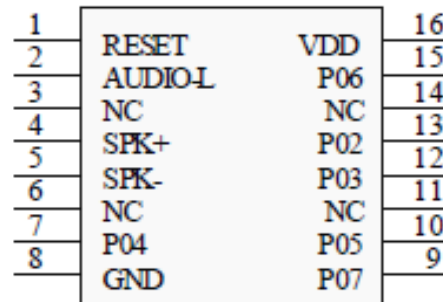 1 RESET VDD 16
2 AUDIO-L P06 15
3 NC NC 14
4 SPK+ P02 13
5 SPK- P03 12
6 NC NC 11
7 P04 P05 10
8 GND P07 9